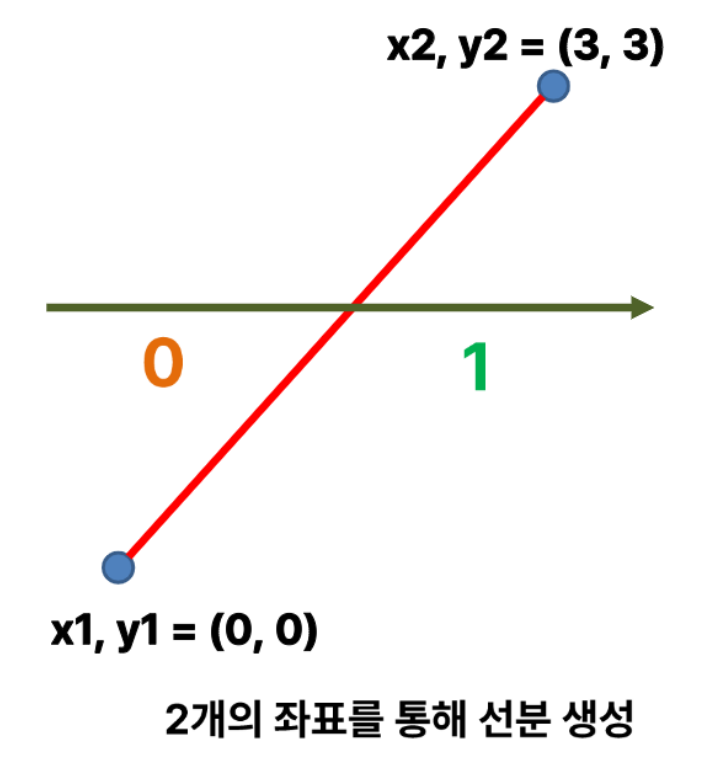 x2, y2 = (3, 3)
0
1
x1, y1 = (0, 0)
2개의 좌표를 통해 선분 생성